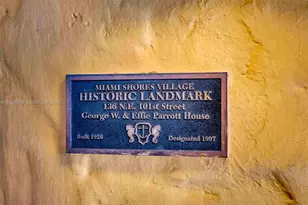 MIAMI SHORES VILLAGE
HISTORIC LANDMARK
136 N.E. 101st Street
George W. & Effie Parrott House
Built 1926
Designated 1997